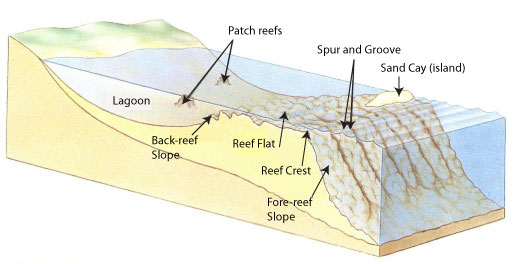 Patch reefs
Spur and Groove
Sand Cay (island)
Lagoon
Back-reef
Slope
Reef Flat
Reef Crest
Fore-reef
Slope